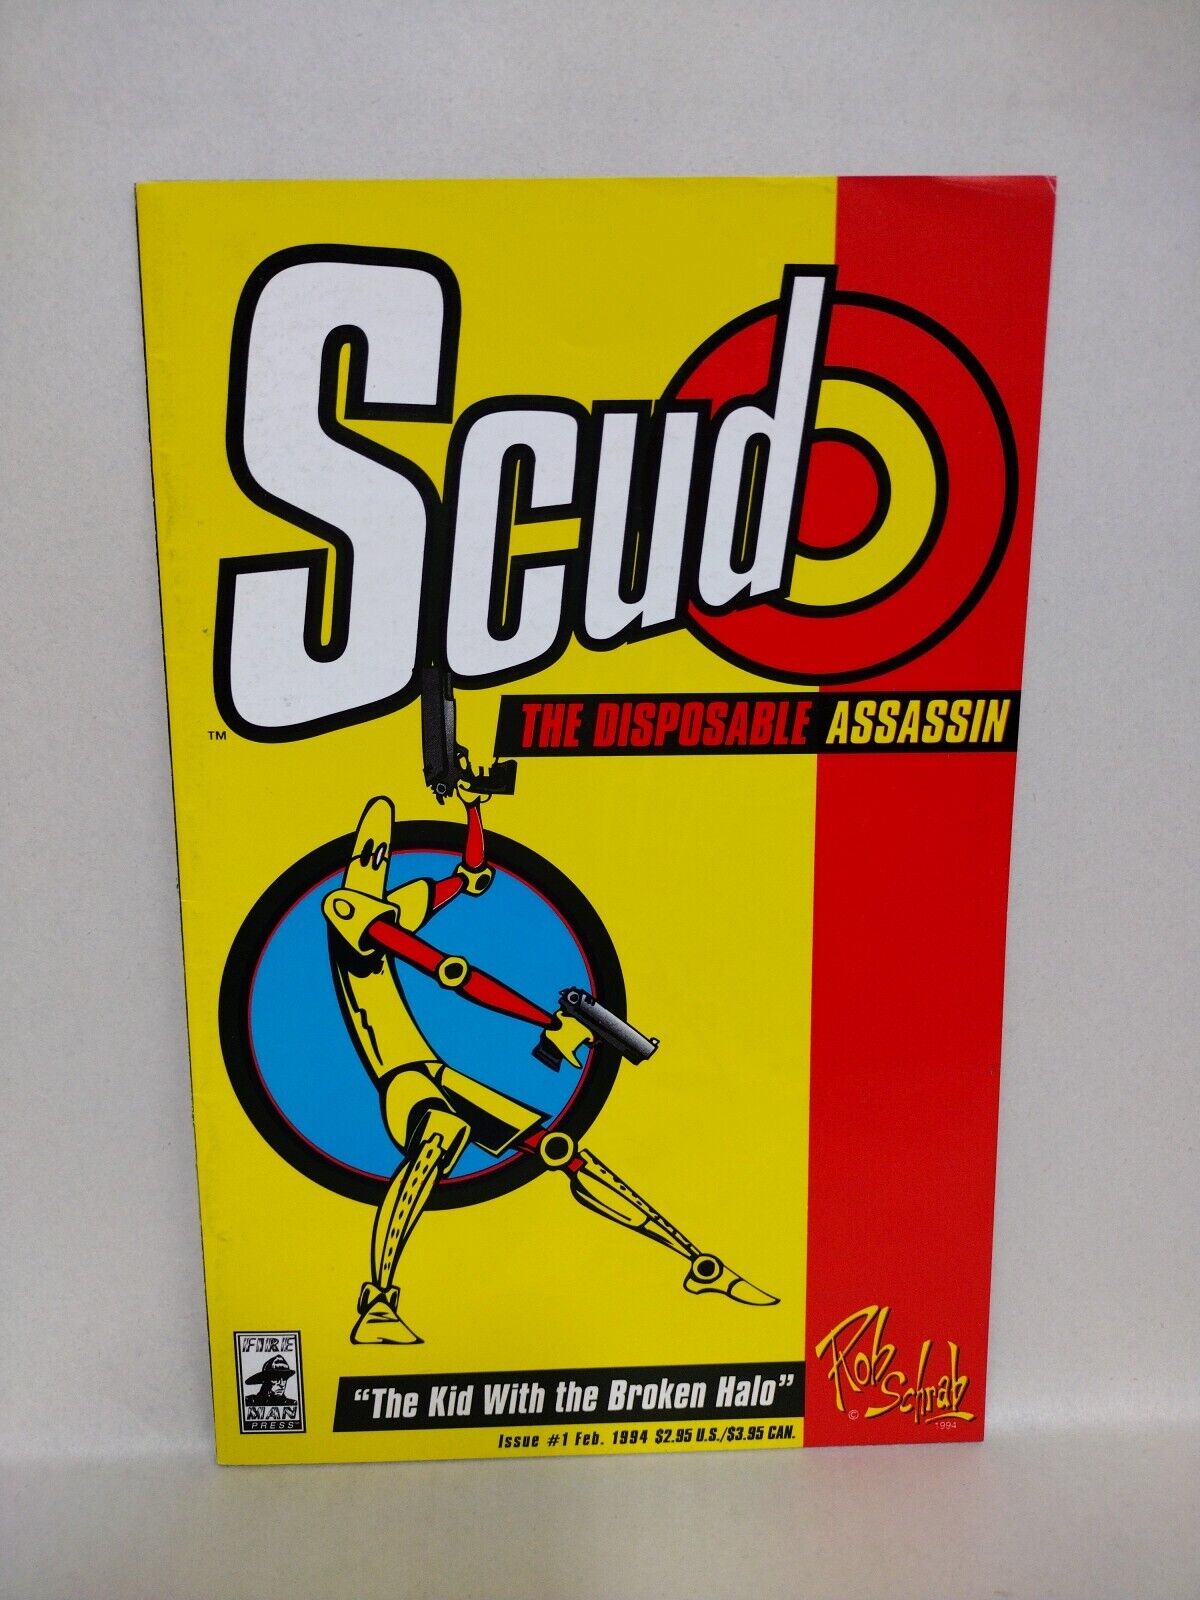 Scud
TM
THE DISPOSABLE ASSASSIN
FIRE
MAN
PRESS
"The Kid With the Broken Halo"
Issue #1 Feb. 1994 $2.95 U.S./$3.95 CAN.
Rob
Schrab
© 1994